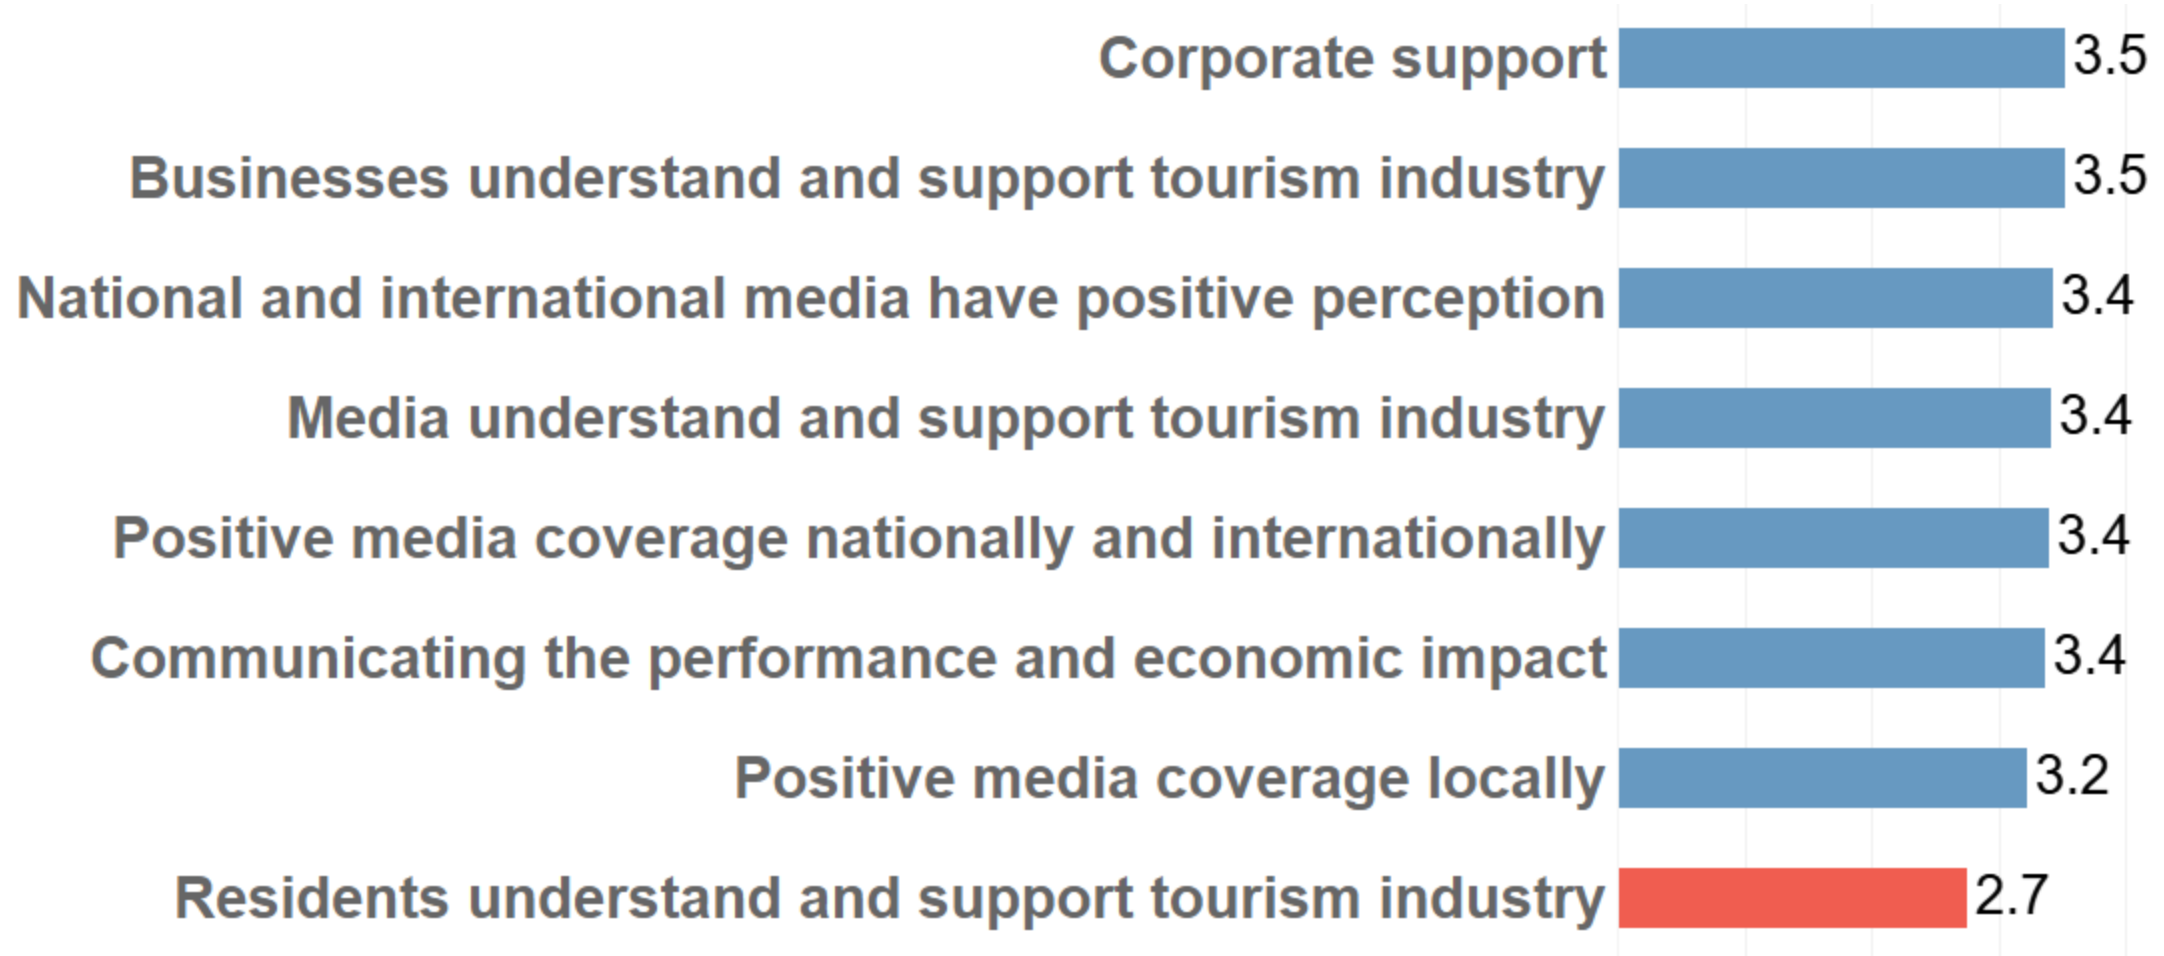 Corporate support 3.5
Businesses understand and support tourism industry 3.5
National and international media have positive perception 3.4
Media understand and support tourism industry 3.4
Positive media coverage nationally and internationally 3.4
Communicating the performance and economic impact 3.4
Positive media coverage locally 3.2
Residents understand and support tourism industry 2.7